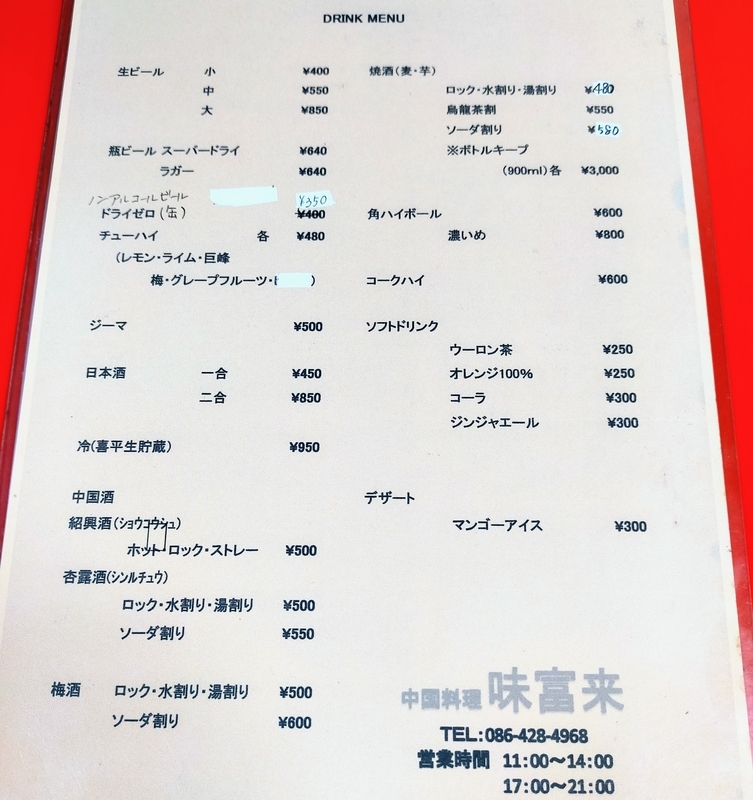 DRINK MENU
生ビール 小 ¥400
中 ¥550
大 ¥850
瓶ビール スーパードライ ¥640
ラガー ¥640
ノンアルコールビール ¥350
ドライゼロ(缶) ¥400
チューハイ 各 ¥480
(レモン・ライム・巨峰
梅・グレープフルーツ・ )
ジーマ ¥500
日本酒 一合 ¥450
二合 ¥850
冷(喜平生貯蔵) ¥950
中国酒
紹興酒(ショウコウシュ)
ホット・ロック・ストレー ¥500
杏露酒(シンルチュウ)
ロック・水割り・湯割り ¥500
ソーダ割り ¥550
梅酒 ロック・水割り・湯割り ¥500
ソーダ割り ¥600
焼酒(麦・芋)
ロック・水割り・湯割り ¥480
烏龍茶割 ¥550
ソーダ割り ¥580
※ボトルキープ
(900ml)各 ¥3,000
角ハイボール ¥600
濃いめ ¥800
コークハイ ¥600
ソフトドリンク
ウーロン茶 ¥250
オレンジ100% ¥250
コーラ ¥300
ジンジャエール ¥300
デザート
マンゴーアイス ¥300
中国料理 味富来
TEL:086-428-4968
営業時間 11:00～14:00
17:00～21:00